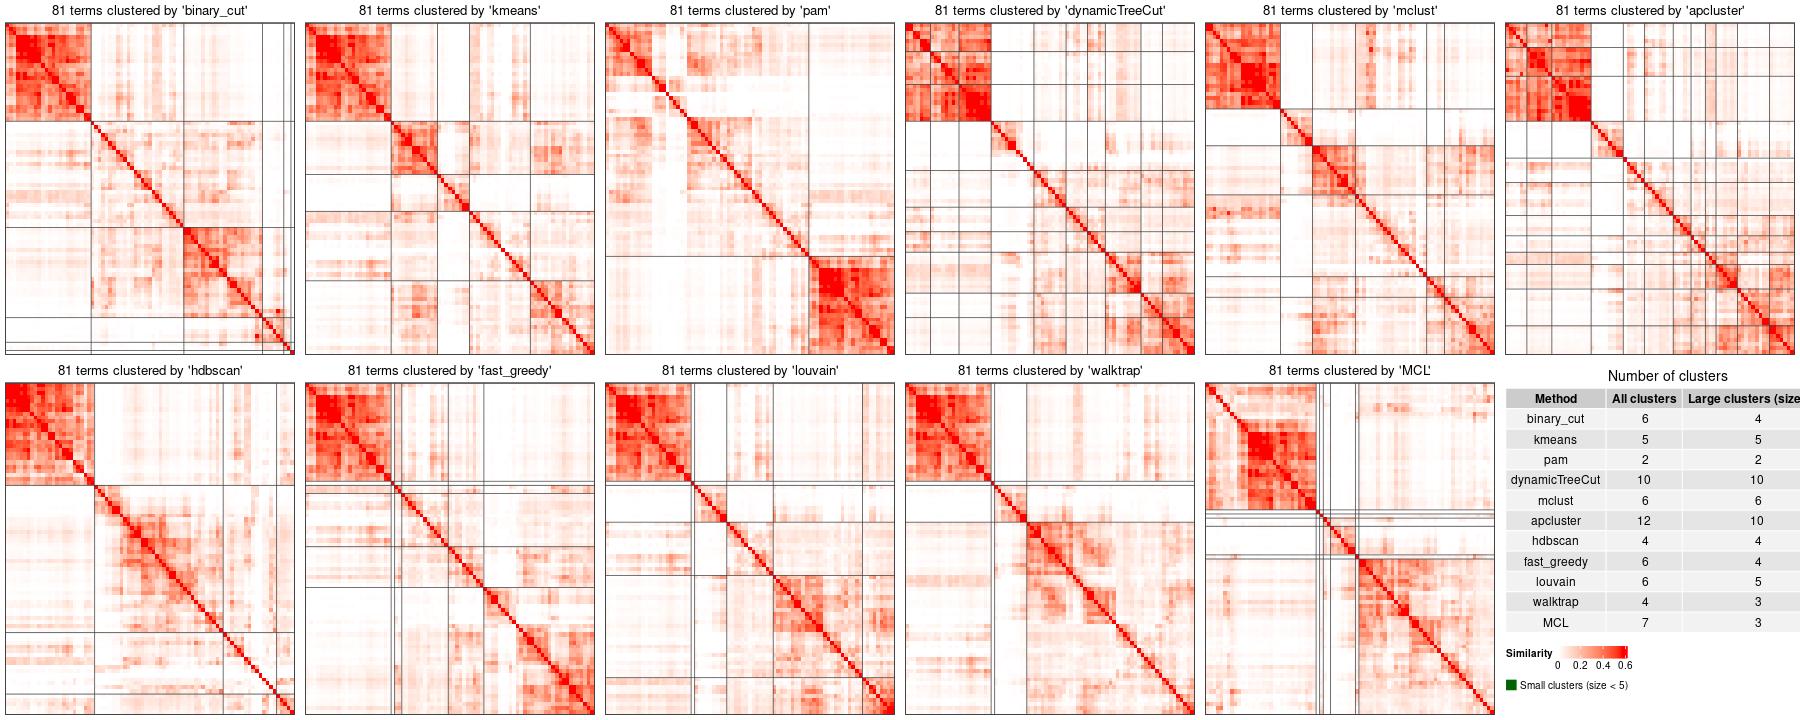 81 terms clustered by 'binary_cut'
81 terms clustered by 'kmeans'
81 terms clustered by 'pam'
81 terms clustered by 'dynamicTreeCut'
81 terms clustered by 'mclust'
81 terms clustered by 'apcluster'
81 terms clustered by 'hdbscan'
81 terms clustered by 'fast_greedy'
81 terms clustered by 'louvain'
81 terms clustered by 'walktrap'
81 terms clustered by 'MCL'
Number of clusters
Method All clusters Large clusters (size
binary_cut 6 4
kmeans 5 5
pam 2 2
dynamicTreeCut 10 10
mclust 6 6
apcluster 12 10
hdbscan 4 4
fast_greedy 6 4
louvain 6 5
walktrap 4 3
MCL 7 3
Similarity
0 0.2 0.4 0.6
Small clusters (size < 5)